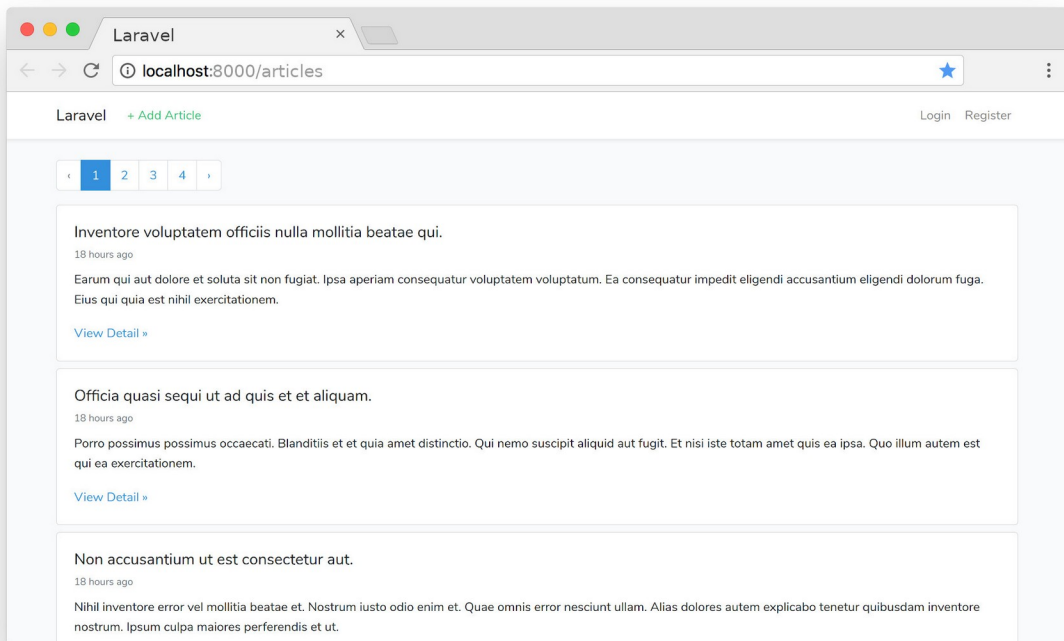 Laravel ×
localhost:8000/articles
Laravel + Add Article Login Register
‹ 1 2 3 4 ›
Inventore voluptatem officiis nulla mollitia beatae qui.
18 hours ago
Earum qui aut dolore et soluta sit non fugiat. Ipsa aperiam consequatur voluptatem voluptatum. Ea consequatur impedit eligendi accusantium eligendi dolorum fuga.
Eius qui quia est nihil exercitationem.
View Detail »
Officia quasi sequi ut ad quis et et aliquam.
18 hours ago
Porro possimus possimus occaecati. Blanditiis et et quia amet distinctio. Qui nemo suscipit aliquid aut fugit. Et nisi iste totam amet quis ea ipsa. Quo illum autem est
qui ea exercitationem.
View Detail »
Non accusantium ut est consectetur aut.
18 hours ago
Nihil inventore error vel mollitia beatae et. Nostrum iusto odio enim et. Quae omnis error nesciunt ullam. Alias dolores autem explicabo tenetur quibusdam inventore
nostrum. Ipsum culpa maiores perferendis et ut.